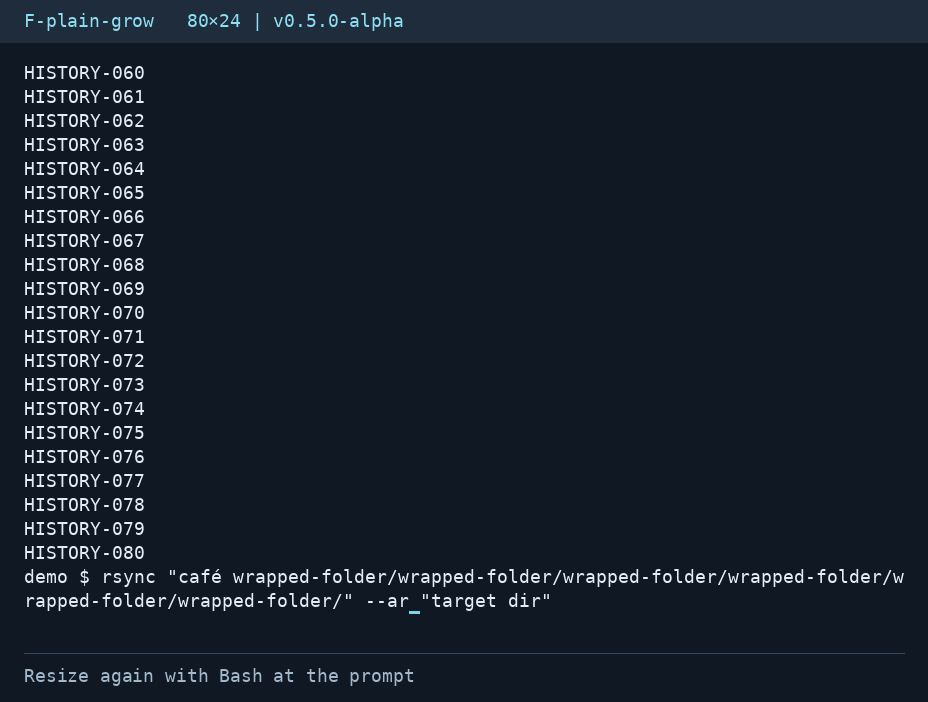 F-plain-grow   80×24 | v0.5.0-alpha
HISTORY-060
HISTORY-061
HISTORY-062
HISTORY-063
HISTORY-064
HISTORY-065
HISTORY-066
HISTORY-067
HISTORY-068
HISTORY-069
HISTORY-070
HISTORY-071
HISTORY-072
HISTORY-073
HISTORY-074
HISTORY-075
HISTORY-076
HISTORY-077
HISTORY-078
HISTORY-079
HISTORY-080
demo $ rsync "café wrapped-folder/wrapped-folder/wrapped-folder/wrapped-folder/w
rapped-folder/wrapped-folder/" --ar "target dir"
Resize again with Bash at the prompt